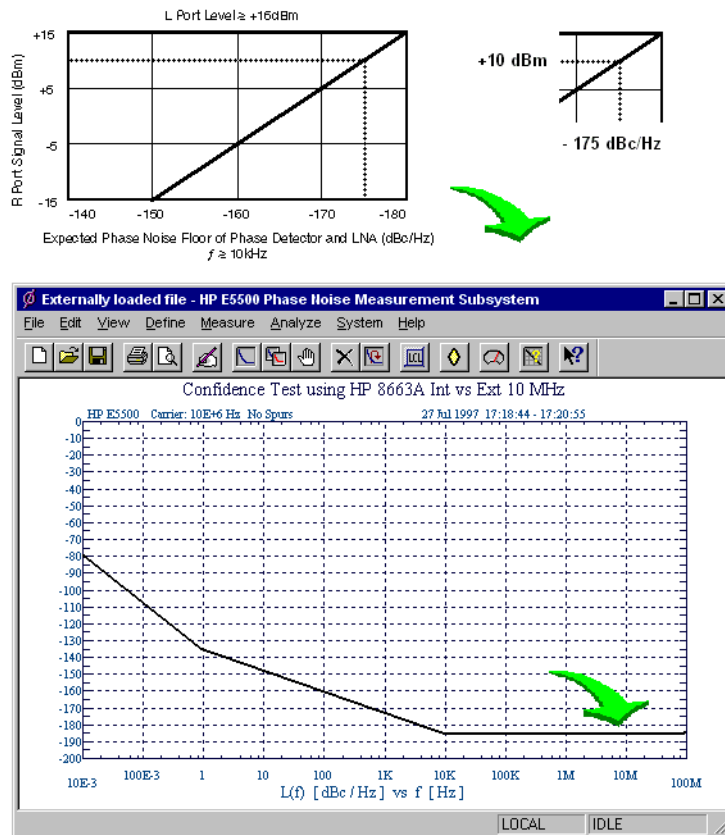 L Port Level ≥ +15dBm
+15
+5
-5
-15
R Port Signal Level (dBm)
-140 -150 -160 -170 -180
Expected Phase Noise Floor of Phase Detector and LNA (dBc/Hz)
f ≥ 10kHz
+10 dBm
- 175 dBc/Hz
Externally loaded file - HP E5500 Phase Noise Measurement Subsystem
File Edit View Define Measure Analyze System Help
Confidence Test using HP 8663A Int vs Ext 10 MHz
HP E5500 Carrier: 10E+6 Hz No Spurs 27 Jul 1997 17:18:44 - 17:20:55
0
-10
-20
-30
-40
-50
-60
-70
-80
-90
-100
-110
-120
-130
-140
-150
-160
-170
-180
-190
-200
10E-3 100E-3 1 10 100 1K 10K 100K 1M 10M 100M
L(f) [ dBc / Hz ] vs f [ Hz ]
LOCAL IDLE